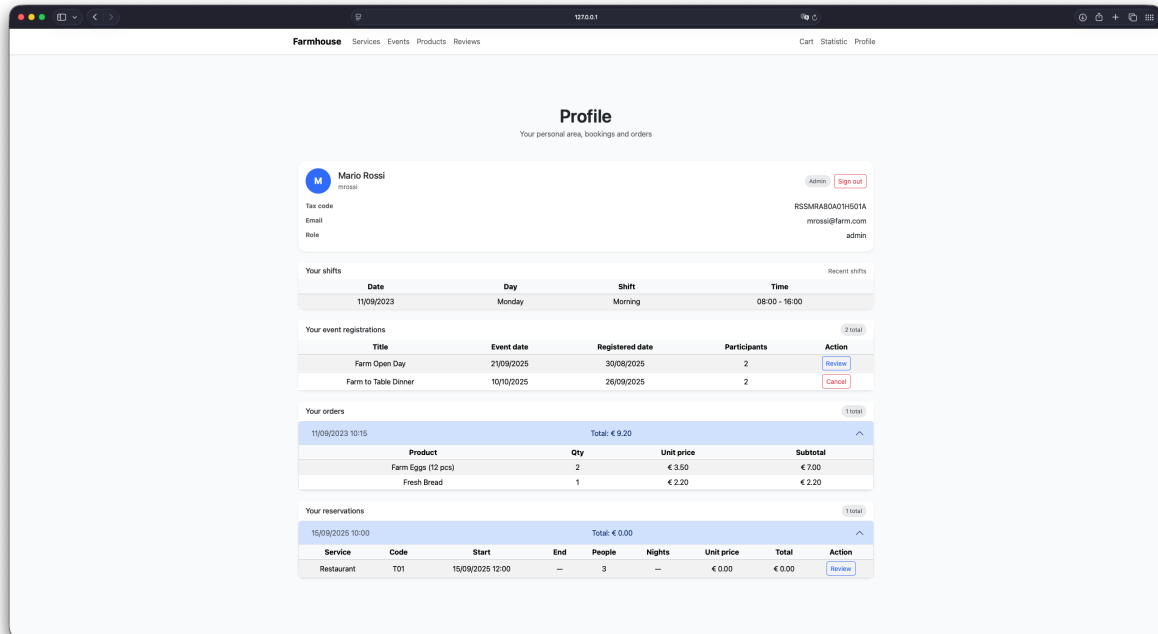 127.0.0.1
Farmhouse Services Events Products Reviews Cart Statistic Profile
Profile
Your personal area, bookings and orders
M
Mario Rossi
mrossi
Admin Sign out
Tax code RSSMRA80A01H501A
Email mrossi@farm.com
Role admin
Your shifts Recent shifts
Date Day Shift Time
11/09/2023 Monday Morning 08:00 - 16:00
Your event registrations 2 total
Title Event date Registered date Participants Action
Farm Open Day 21/09/2025 30/08/2025 2 Review
Farm to Table Dinner 10/10/2025 26/09/2025 2 Cancel
Your orders 1 total
11/09/2023 10:15 Total: € 9.20
Product Qty Unit price Subtotal
Farm Eggs (12 pcs) 2 € 3.50 € 7.00
Fresh Bread 1 € 2.20 € 2.20
Your reservations 1 total
15/09/2025 10:00 Total: € 0.00
Service Code Start End People Nights Unit price Total Action
Restaurant T01 15/09/2025 12:00 — 3 — € 0.00 € 0.00 Review